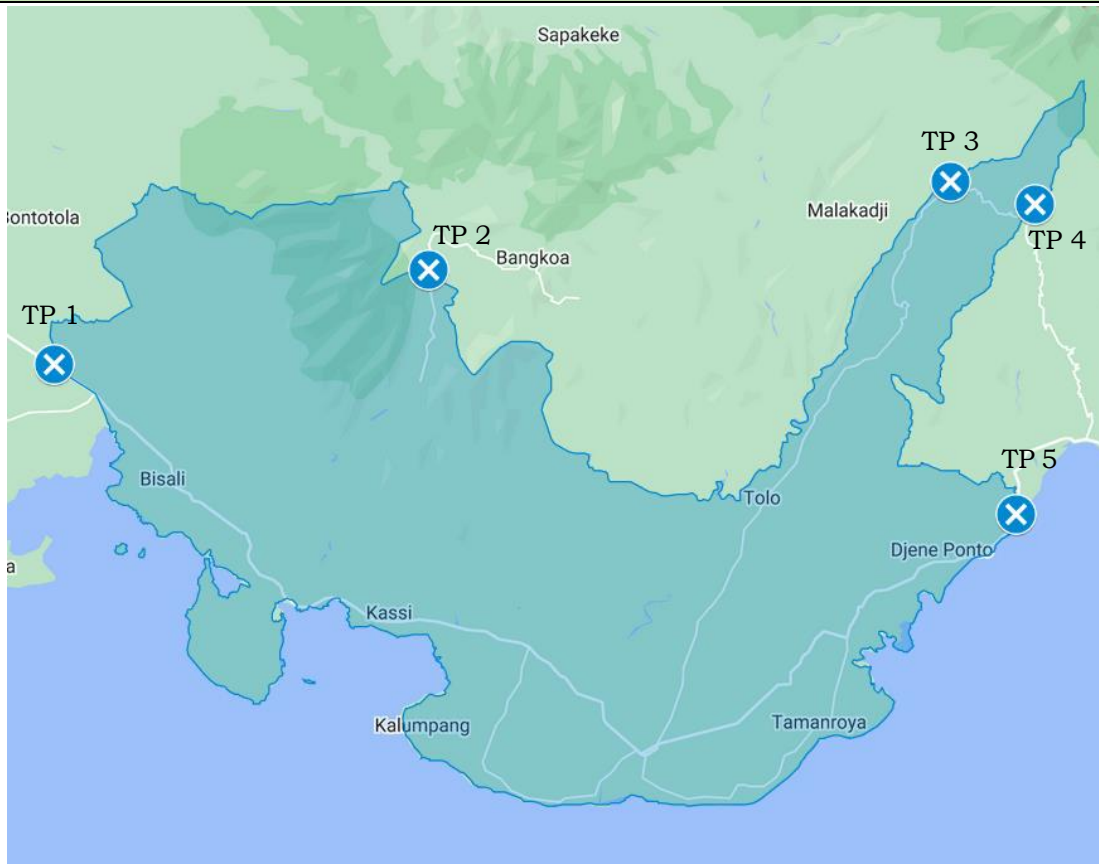 Sapakeke
TP 3
Malakadji
Bontotola
TP 2
TP 4
Bangkoa
TP 1
TP 5
Bisali
Tolo
Djene Ponto
a
Kassi
Kalumpang
Tamanroya